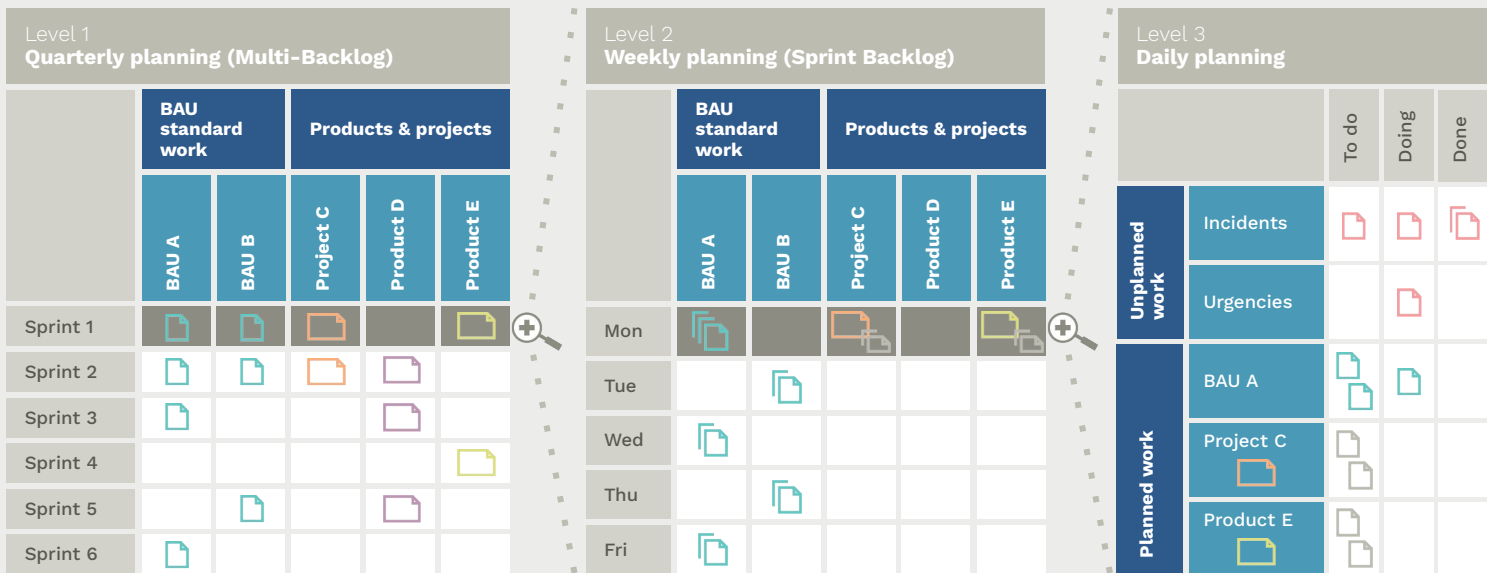 Level 1
Quarterly planning (Multi-Backlog)
BAU
standard
work
Products & projects
BAU A
BAU B
Project C
Product D
Product E
Sprint 1
Sprint 2
Sprint 3
Sprint 4
Sprint 5
Sprint 6
Level 2
Weekly planning (Sprint Backlog)
BAU
standard
work
Products & projects
BAU A
BAU B
Project C
Product D
Product E
Mon
Tue
Wed
Thu
Fri
Level 3
Daily planning
To do
Doing
Done
Unplanned
work
Incidents
Urgencies
Planned work
BAU A
Project C
Product E